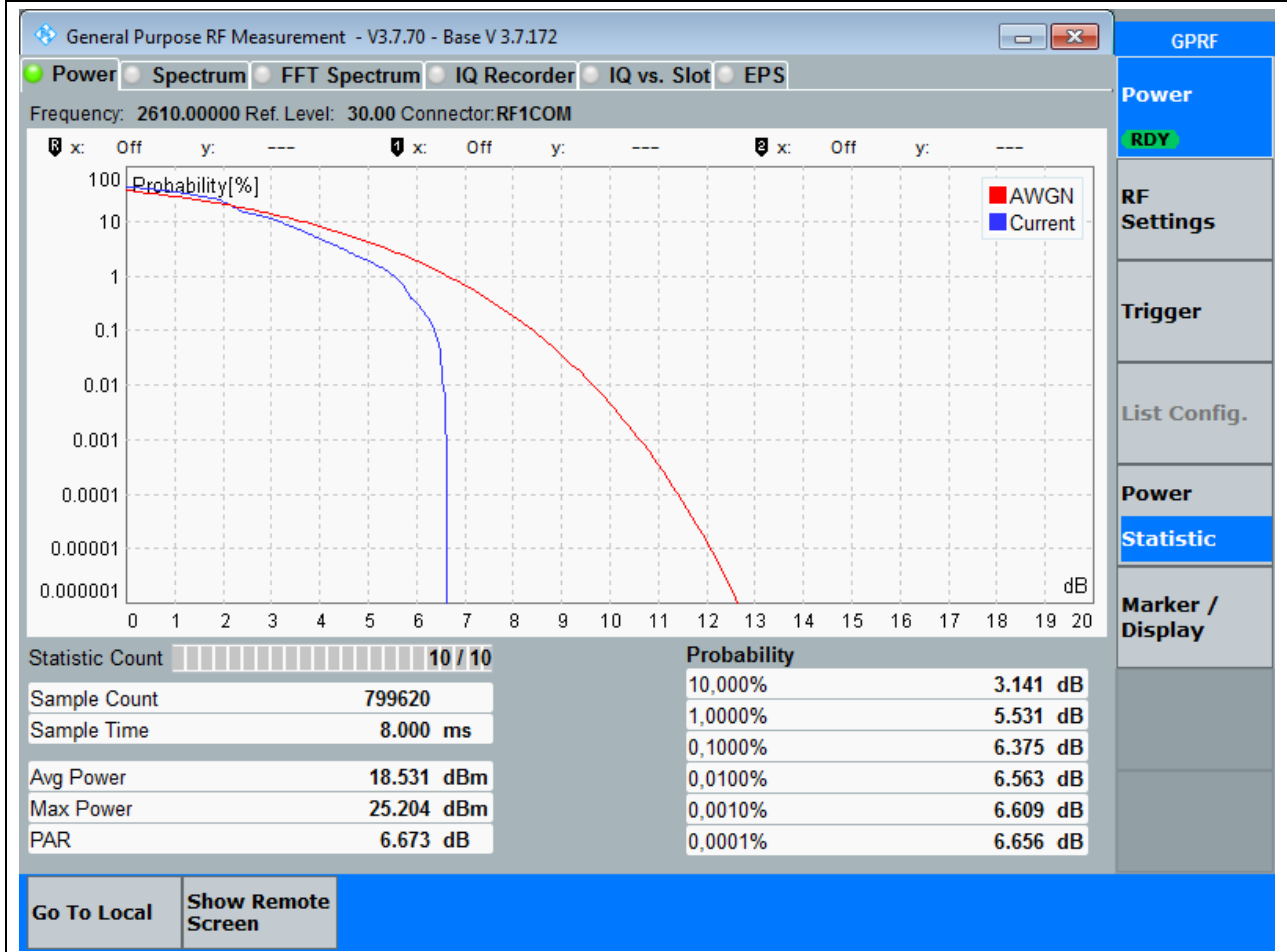 General Purpose RF Measurement - V3.7.70 - Base V 3.7.172
GPRF
Power Spectrum FFT Spectrum IQ Recorder IQ vs. Slot EPS
Frequency: 2610.00000 Ref. Level: 30.00 Connector: RF1COM
R x: Off y: --- 1 x: Off y: --- 2 x: Off y: ---
Probability[%]
100
10
1
0.1
0.01
0.001
0.0001
0.00001
0.000001
AWGN
Current
dB
0 1 2 3 4 5 6 7 8 9 10 11 12 13 14 15 16 17 18 19 20
Statistic Count 10 / 10
Sample Count 799620
Sample Time 8.000 ms
Avg Power 18.531 dBm
Max Power 25.204 dBm
PAR 6.673 dB
Probability
10,000% 3.141 dB
1,0000% 5.531 dB
0,1000% 6.375 dB
0,0100% 6.563 dB
0,0010% 6.609 dB
0,0001% 6.656 dB
Power
RDY
RF
Settings
Trigger
List Config.
Power
Statistic
Marker /
Display
Go To Local
Show Remote
Screen